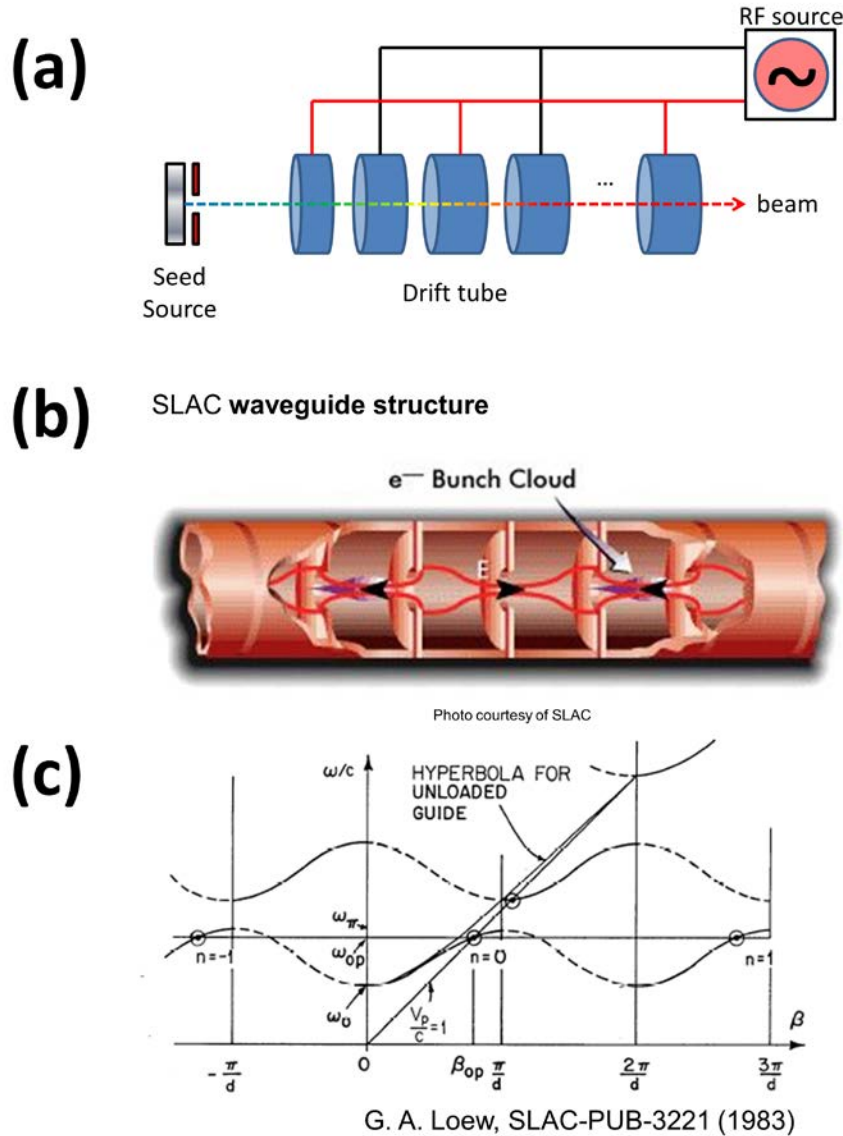 (a)
RF source
~
...
beam
Seed
Source
Drift tube
(b)
SLAC waveguide structure
e— Bunch Cloud
E
Photo courtesy of SLAC
(c)
ω/c
HYPERBOLA FOR
UNLOADED
GUIDE
ωπ
ωop
n=-1
n=0
n=1
ω0
Vp/c=1
β
-π/d
0
βop
π/d
2π/d
3π/d
G. A. Loew, SLAC-PUB-3221 (1983)